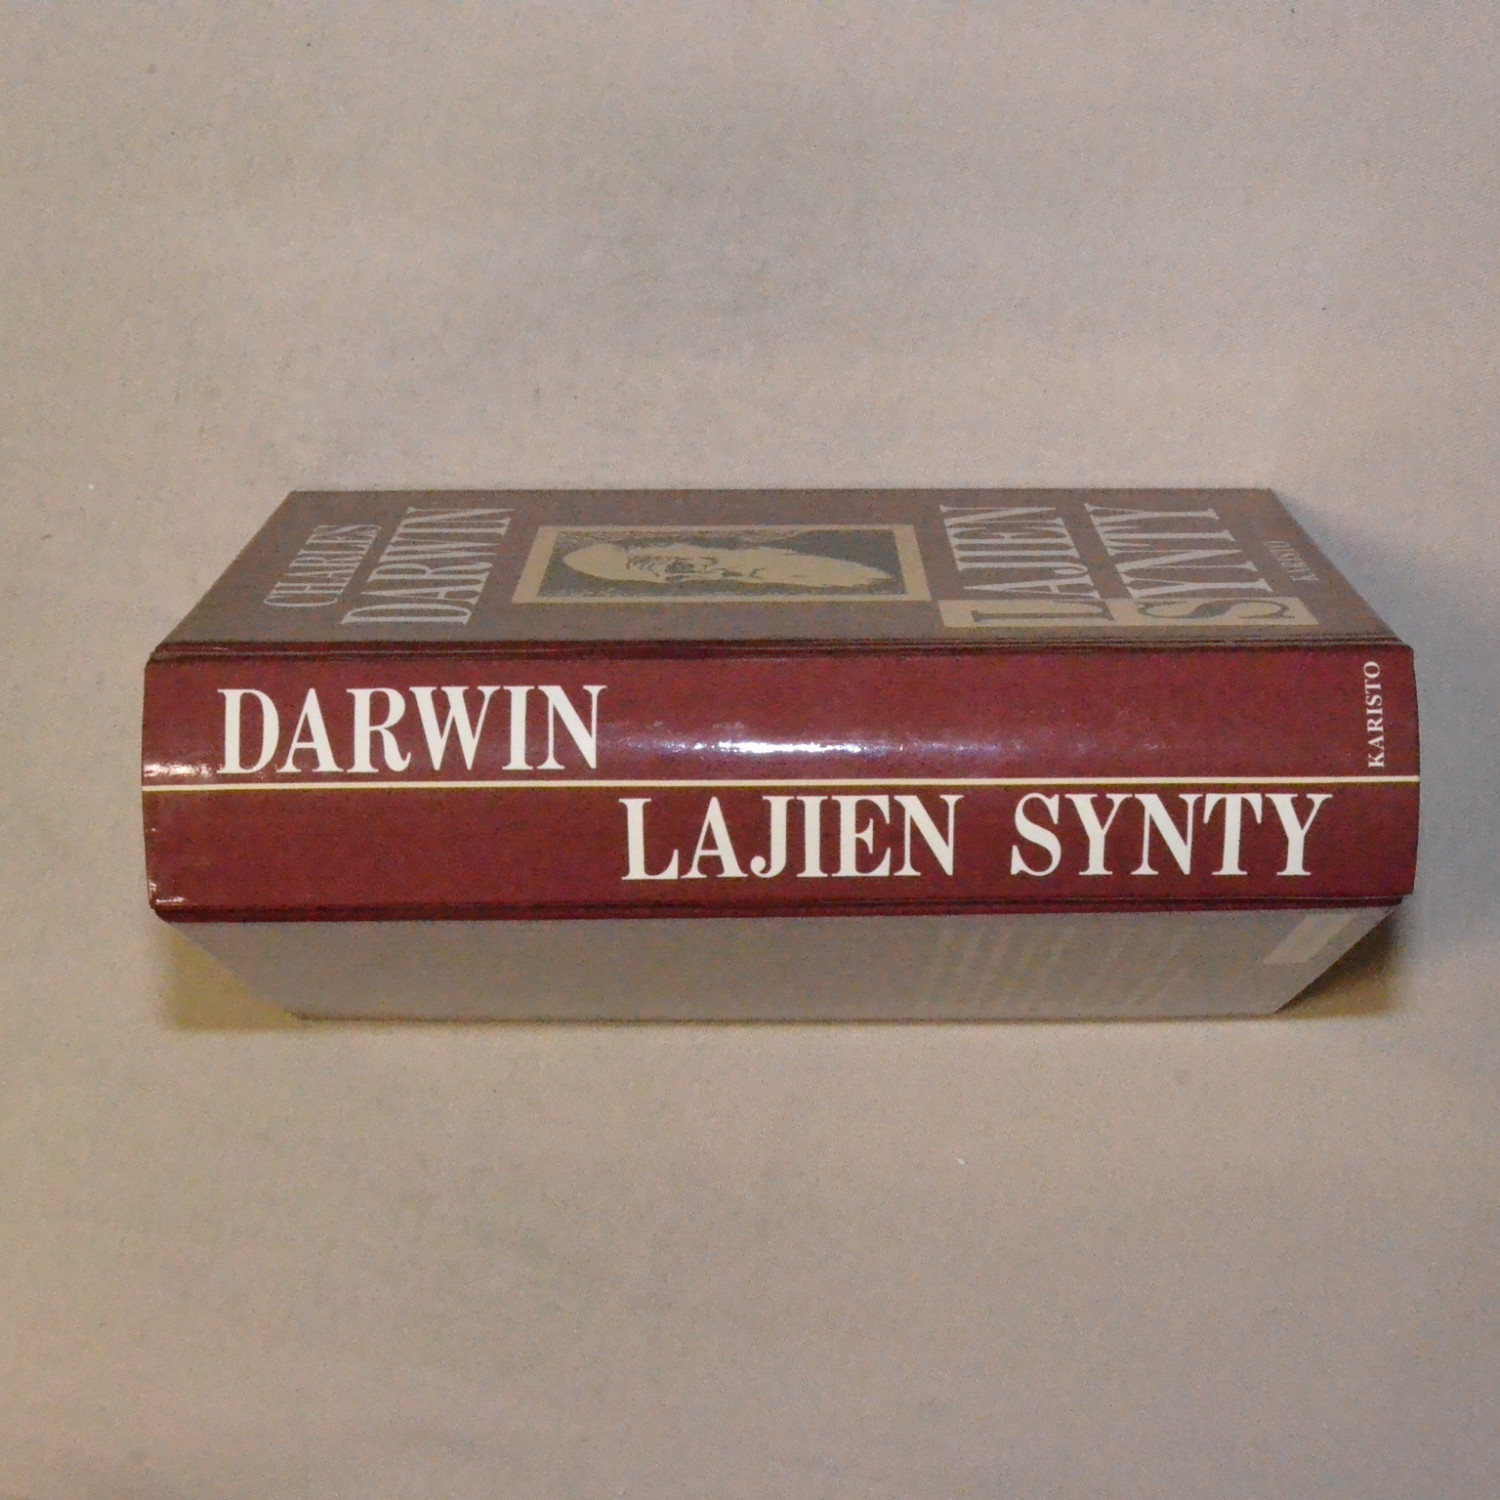 CHARLES
DARWIN
LAJIEN
SYNTY
KARISTO
DARWIN
LAJIEN SYNTY
KARISTO